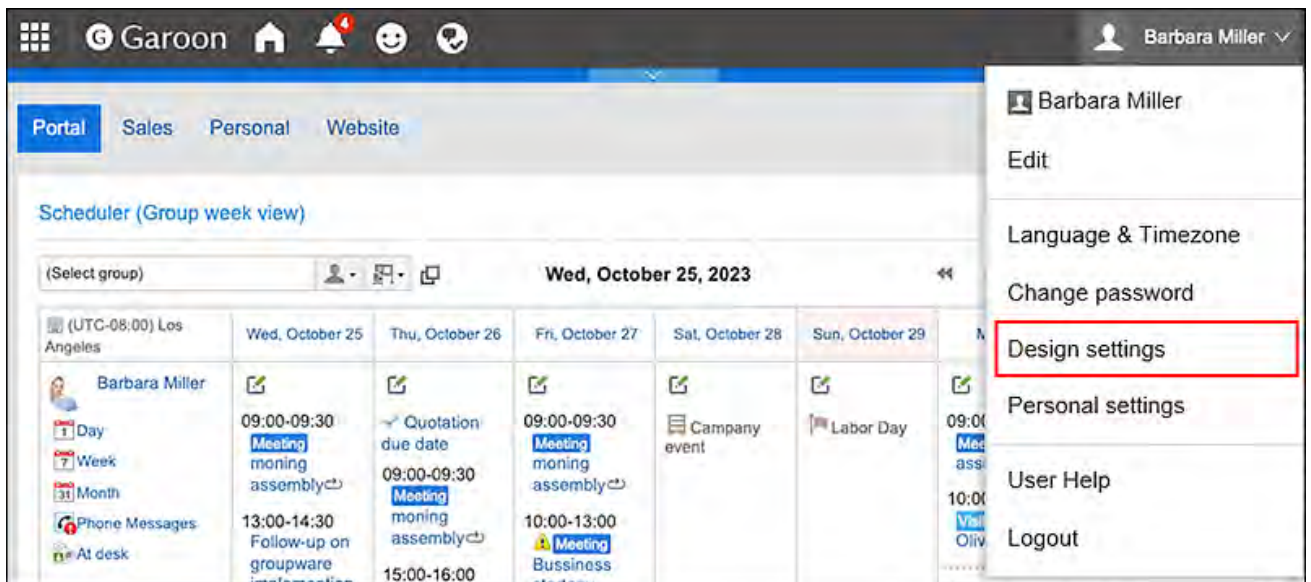 G Garoon 4 Barbara Miller
Portal Sales Personal Website
Barbara Miller
Edit
Language & Timezone
Change password
Design settings
Personal settings
User Help
Logout
Scheduler (Group week view)
(Select group) Wed, October 25, 2023
(UTC-08:00) Los
Angeles
Wed, October 25 Thu, October 26 Fri, October 27 Sat, October 28 Sun, October 29
Barbara Miller
1 Day
7 Week
31 Month
Phone Messages
At desk
09:00-09:30
Meeting
moning
assembly
13:00-14:30
Follow-up on
groupware
Quotation
due date
09:00-09:30
Meeting
moning
assembly
15:00-16:00
09:00-09:30
Meeting
moning
assembly
10:00-13:00
Meeting
Bussiness
Campany
event
Labor Day